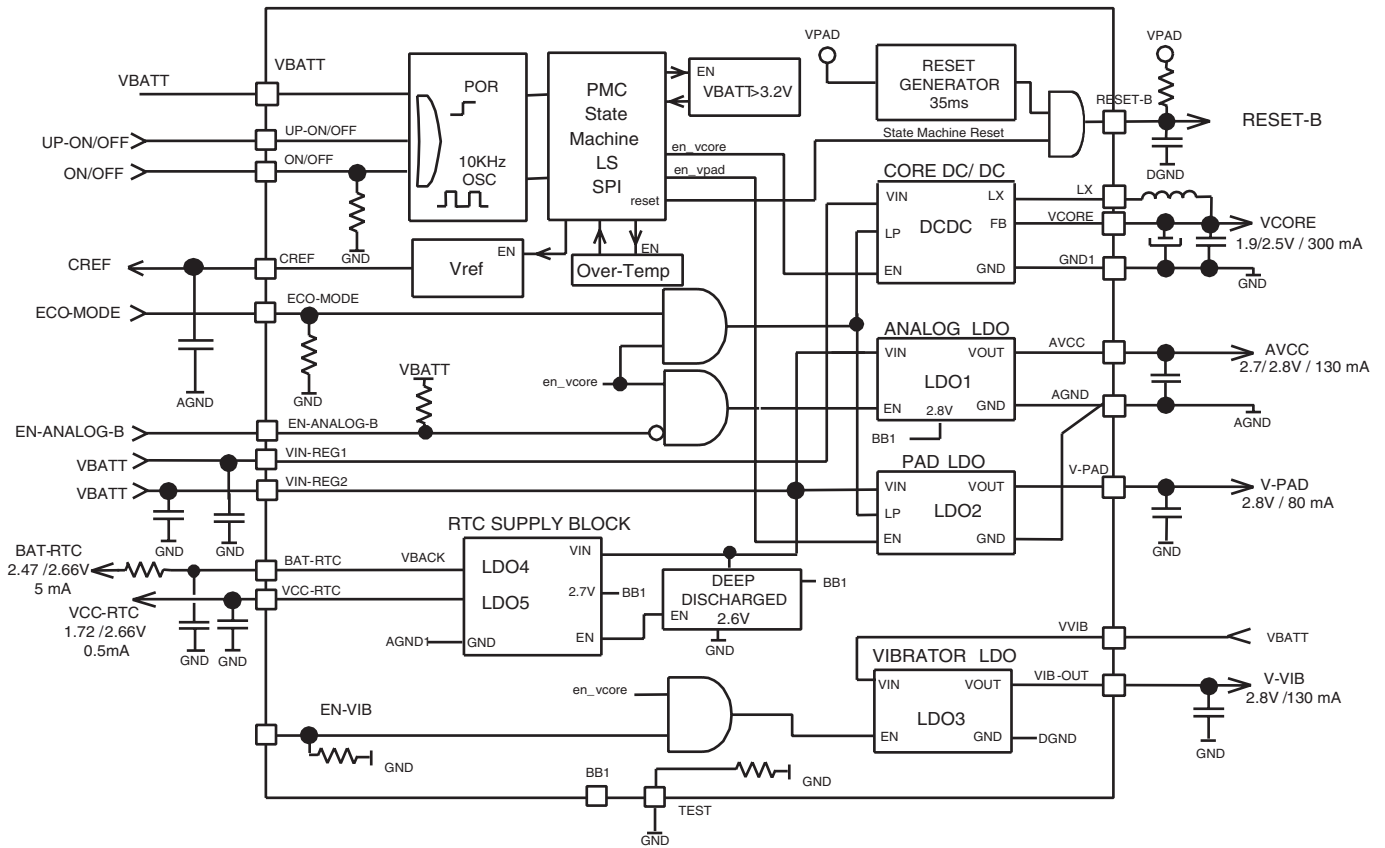 VPAD
VPAD
VBATT
VBATT
POR
PMC
State
Machine
LS
SPI
reset
EN
VBATT>3.2V
RESET
GENERATOR
35ms
RESET-B
RESET-B
UP-ON/OFF
UP-ON/OFF
ON/OFF
ON/OFF
10KHz
OSC
State Machine Reset
en_vcore
en_vpad
DGND
CORE DC/ DC
VIN
LX
LX
DCDC
FB
VCORE
VCORE
1.9/2.5V / 300 mA
LP
EN
GND
GND1
GND
GND
CREF
CREF
Vref
EN
EN
Over-Temp
ECO-MODE
ECO-MODE
GND
AGND
ANALOG LDO
VIN
VOUT
AVCC
AVCC
2.7/2.8V / 130 mA
LDO1
EN
GND
AGND
2.8V
BB1
AGND
VBATT
en_vcore
EN-ANALOG-B
EN-ANALOG-B
VBATT
VIN-REG1
VBATT
VIN-REG2
GND
GND
PAD LDO
V-PAD
VIN
VOUT
V-PAD
2.8V / 80 mA
LDO2
LP
EN
GND
GND
RTC SUPPLY BLOCK
BAT-RTC
2.47 /2.66V
5 mA
BAT-RTC
VBACK
LDO4
VIN
VCC-RTC
1.72 /2.66V
0.5mA
VCC-RTC
LDO5
2.7V
BB1
AGND1
GND
EN
GND
GND
DEEP
DISCHARGED
2.6V
EN
BB1
GND
VVIB
VBATT
VIBRATOR LDO
VIN
VOUT
VIB-OUT
V-VIB
2.8V /130 mA
LDO3
EN
GND
DGND
GND
en_vcore
EN-VIB
GND
BB1
GND
TEST
GND